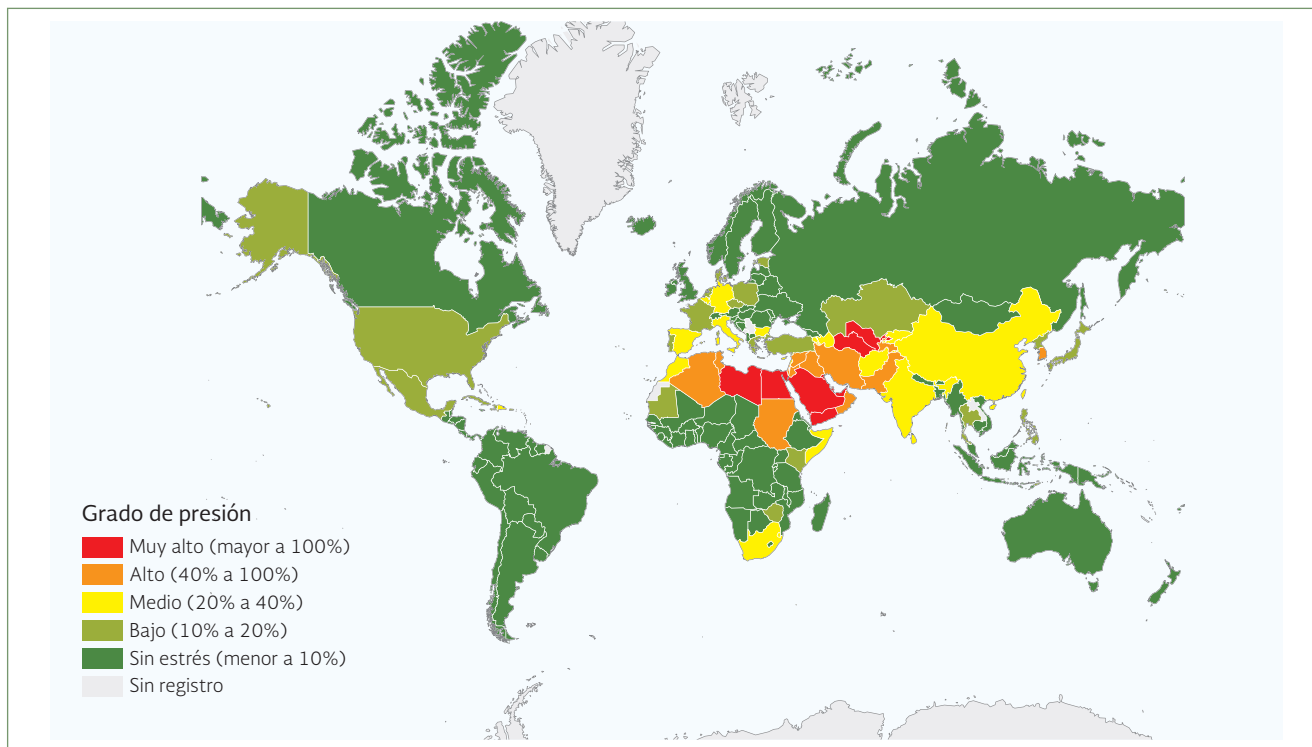 Grado de presión
Muy alto (mayor a 100%)
Alto (40% a 100%)
Medio (20% a 40%)
Bajo (10% a 20%)
Sin estrés (menor a 10%)
Sin registro